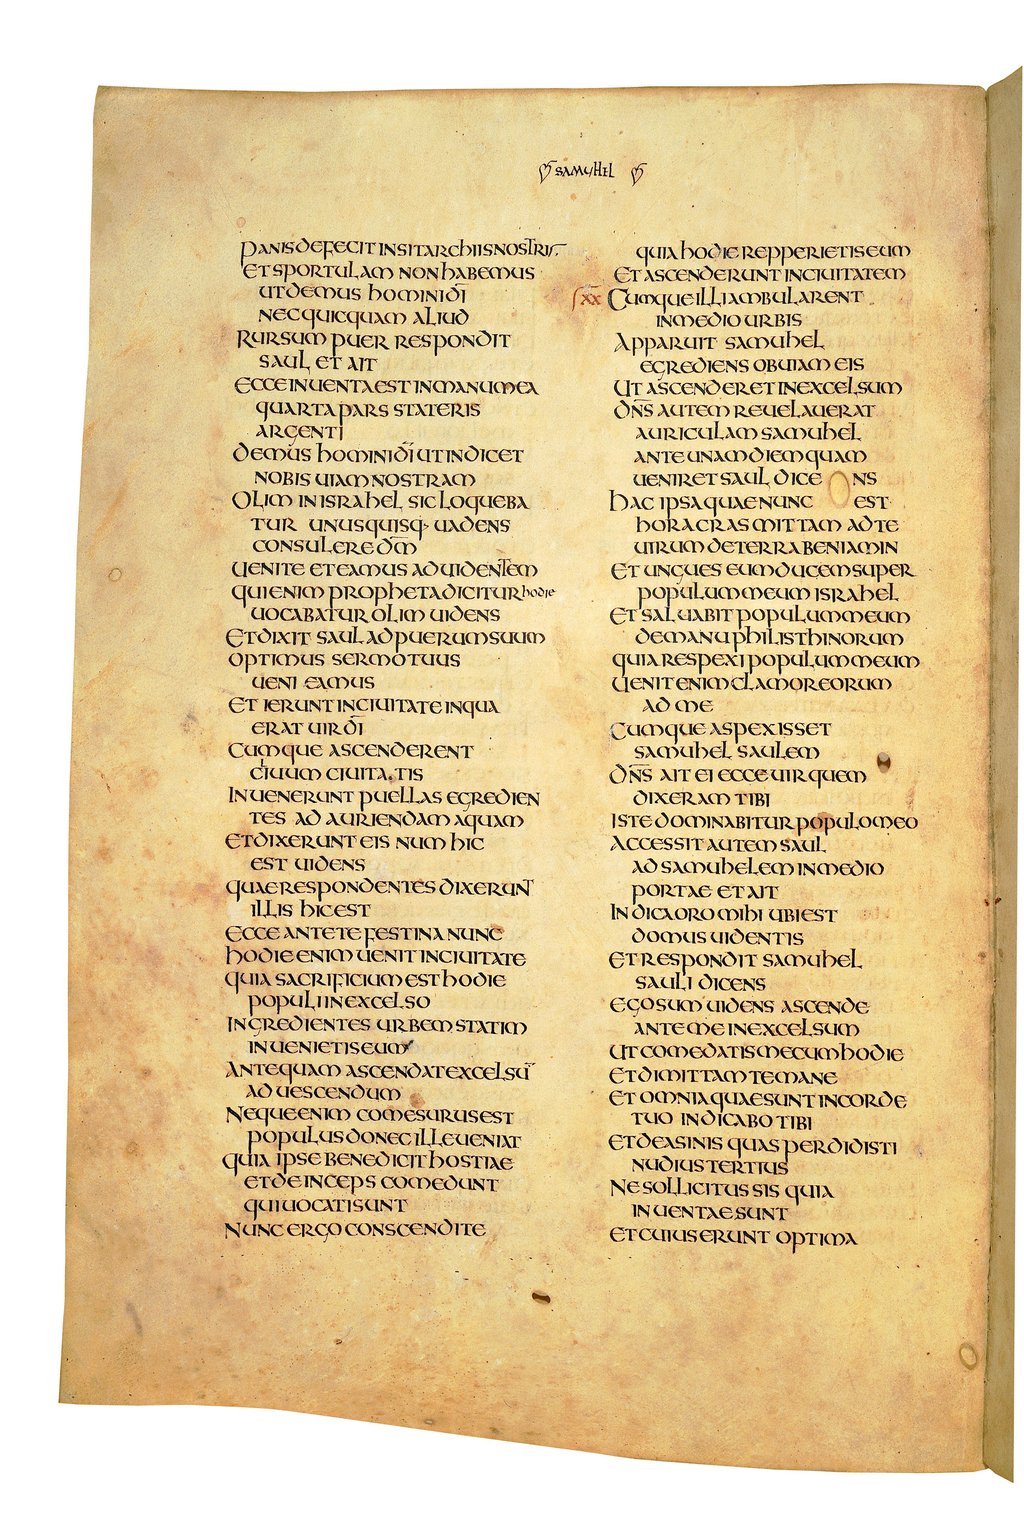 SAMUHEL
PANIS DEFECIT IN SITARCHIIS NOSTRIS
ET SPORTULAM NON HABEMUS
UT DEMUS HOMINI DĪ
NEC QUICQUAM ALIUD
RURSUM PUER RESPONDIT
SAUL ET AIT
ECCE INUENTA EST IN MANU MEA
QUARTA PARS STATERIS
ARGENTI
DEMUS HOMINI DĪ UT INDICET
NOBIS UIAM NOSTRAM
OLIM IN ISRAHEL SIC LOQUEBA
TUR UNUSQUISQ· UADENS
CONSULERE DM̄
UENITE ET EAMUS AD UIDENTEM
QUI ENIM PROPHETA DICITUR hodie
UOCABATUR OLIM UIDENS
ET DIXIT SAUL AD PUERUM SUUM
OPTIMUS SERMO TUUS
UENI EAMUS
ET IERUNT IN CIUITATE IN QUA
ERAT UIR DĪ
CUMQUE ASCENDERENT
CLIUUM CIUITATIS
INUENERUNT PUELLAS EGREDIEN
TES AD AURIENDAM AQUAM
ET DIXERUNT EIS NUM HIC
EST UIDENS
QUAE RESPONDENTES DIXERUNT
ILLIS HIC EST
ECCE ANTE TE FESTINA NUNC
HODIE ENIM UENIT IN CIUITATE
QUIA SACRIFICIUM EST HODIE
POPULI IN EXCELSO
INGREDIENTES URBEM STATIM
INUENIETIS EUM
ANTEQUAM ASCENDAT EXCELSŪ
AD UESCENDUM
NEQUE ENIM COMESURUS EST
POPULUS DONEC ILLE UENIAT
QUIA IPSE BENEDICIT HOSTIAE
ET DEINCEPS COMEDUNT
QUI UOCATI SUNT
NUNC ERGO CONSCENDITE
QUIA HODIE REPPERIETIS EUM
ET ASCENDERUNT IN CIUITATEM
XX CUMQUE ILLI AMBULARENT
IN MEDIO URBIS
APPARUIT SAMUHEL
EGREDIENS OBUIAM EIS
UT ASCENDERET IN EXCELSUM
DN̄S AUTEM REUELAUERAT
AURICULAM SAMUHEL
ANTE UNAM DIEM QUAM
UENIRET SAUL DICENS
HAC IPSA QUAE NUNC EST
HORA CRAS MITTAM AD TE
UIRUM DE TERRA BENIAMIN
ET UNGUES EUM DUCEM SUPER
POPULUM MEUM ISRAHEL
ET SALUABIT POPULUM MEUM
DE MANU PHILISTHINORUM
QUIA RESPEXI POPULUM MEUM
UENIT ENIM CLAMOR EORUM
AD ME
CUMQUE ASPEXISSET
SAMUHEL SAULEM
DN̄S AIT EI ECCE UIR QUEM
DIXERAM TIBI
ISTE DOMINABITUR POPULO MEO
ACCESSIT AUTEM SAUL
AD SAMUHELEM IN MEDIO
PORTAE ET AIT
INDICA ORO MIHI UBI EST
DOMUS UIDENTIS
ET RESPONDIT SAMUHEL
SAULI DICENS
EGO SUM UIDENS ASCENDE
ANTE ME IN EXCELSUM
UT COMEDATIS MECUM HODIE
ET DIMITTAM TE MANE
ET OMNIA QUAE SUNT IN CORDE
TUO INDICABO TIBI
ET DE ASINIS QUAS PERDIDISTI
NUDIUS TERTIUS
NE SOLLICITUS SIS QUIA
INUENTAE SUNT
ET CUIUS ERUNT OPTIMA